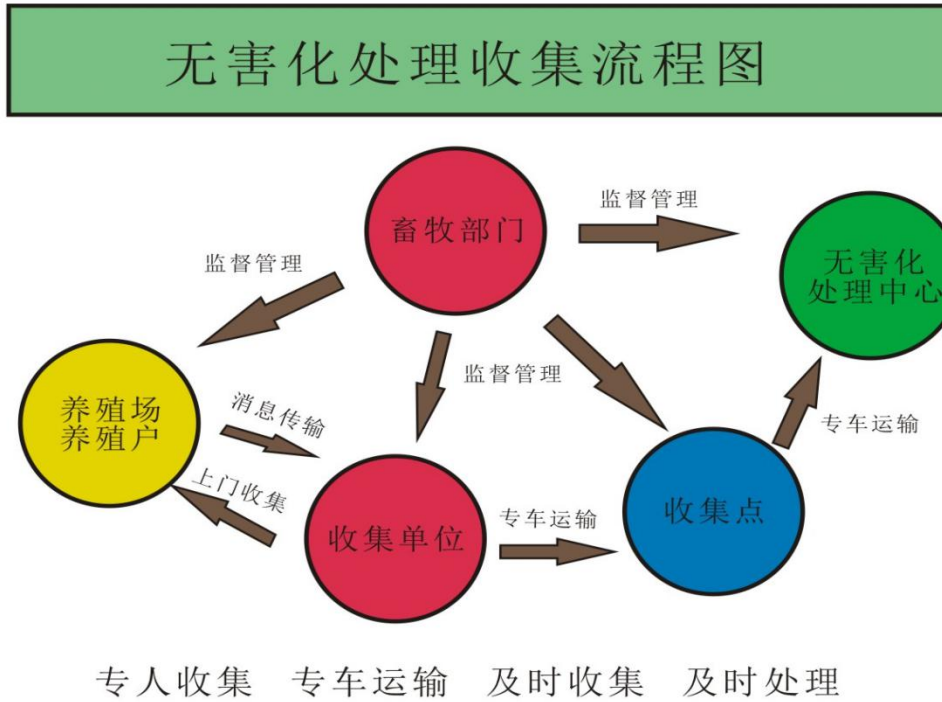 无害化处理收集流程图
畜牧部门
监督管理
无害化
处理中心
监督管理
监督管理
养殖场
养殖户
消息传输
上门收集
收集单位
专车运输
收集点
专车运输
专人收集 专车运输 及时收集 及时处理